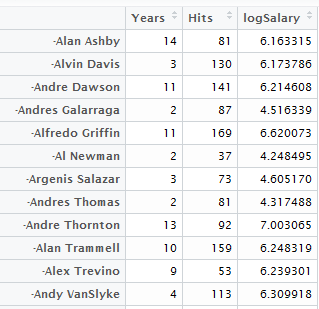 Years Hits logSalary
-Alan Ashby 14 81 6.163315
-Alvin Davis 3 130 6.173786
-Andre Dawson 11 141 6.214608
-Andres Galarraga 2 87 4.516339
-Alfredo Griffin 11 169 6.620073
-Al Newman 2 37 4.248495
-Argenis Salazar 3 73 4.605170
-Andres Thomas 2 81 4.317488
-Andre Thornton 13 92 7.003065
-Alan Trammell 10 159 6.248319
-Alex Trevino 9 53 6.239301
-Andy VanSlyke 4 113 6.309918